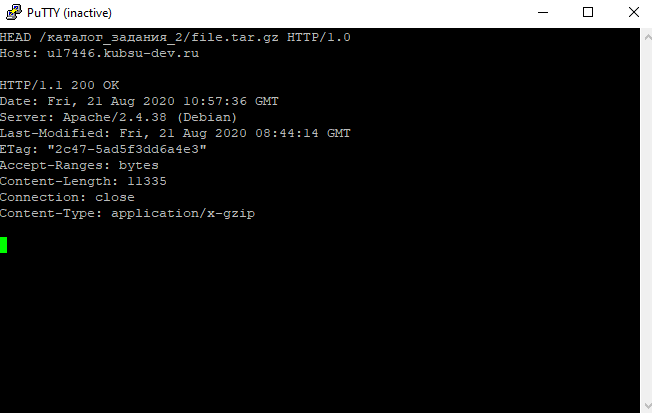 PuTTY (inactive)
HEAD /каталог_задания_2/file.tar.gz HTTP/1.0
Host: u17446.kubsu-dev.ru
HTTP/1.1 200 OK
Date: Fri, 21 Aug 2020 10:57:36 GMT
Server: Apache/2.4.38 (Debian)
Last-Modified: Fri, 21 Aug 2020 08:44:14 GMT
ETag: "2c47-5ad5f3dd6a4e3"
Accept-Ranges: bytes
Content-Length: 11335
Connection: close
Content-Type: application/x-gzip